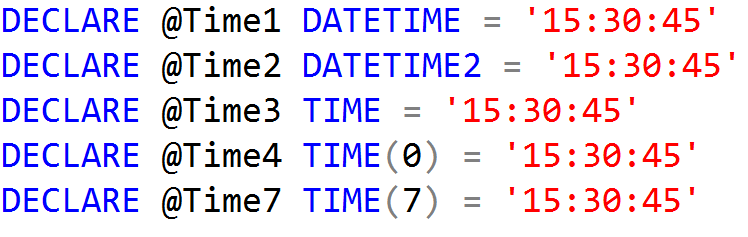 DECLARE @Time1 DATETIME = '15:30:45'
DECLARE @Time2 DATETIME2 = '15:30:45'
DECLARE @Time3 TIME = '15:30:45'
DECLARE @Time4 TIME(0) = '15:30:45'
DECLARE @Time7 TIME(7) = '15:30:45'